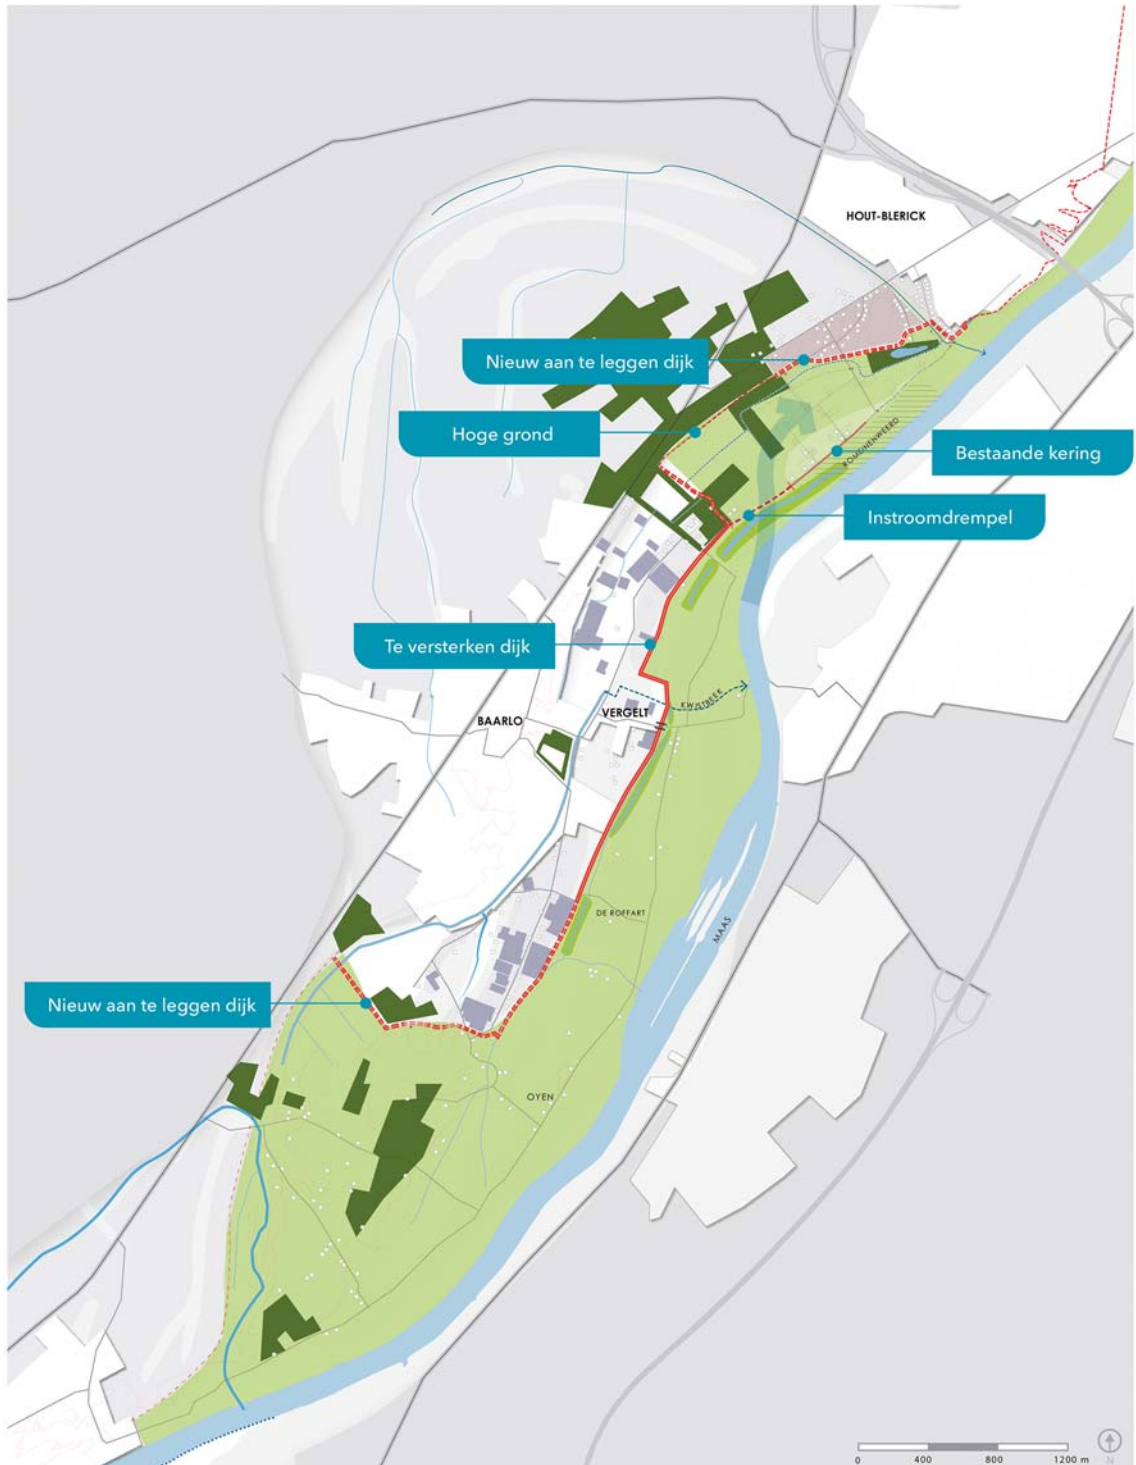 HOUT-BLERICK
Nieuw aan te leggen dijk
Hoge grond
ROMEINENWEERD
Bestaande kering
Instroomdrempel
Te versterken dijk
KWISTBEEK
BAARLO
VERGELT
DE ROFFART
MAAS
Nieuw aan te leggen dijk
OYEN
0 400 800 1200 m
N